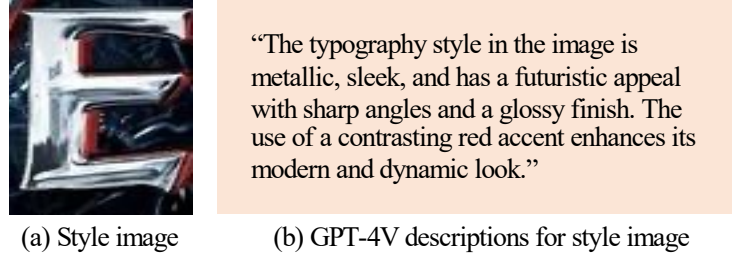 E
“The typography style in the image is
metallic, sleek, and has a futuristic appeal
with sharp angles and a glossy finish. The
use of a contrasting red accent enhances its
modern and dynamic look.”
(a) Style image
(b) GPT-4V descriptions for style image